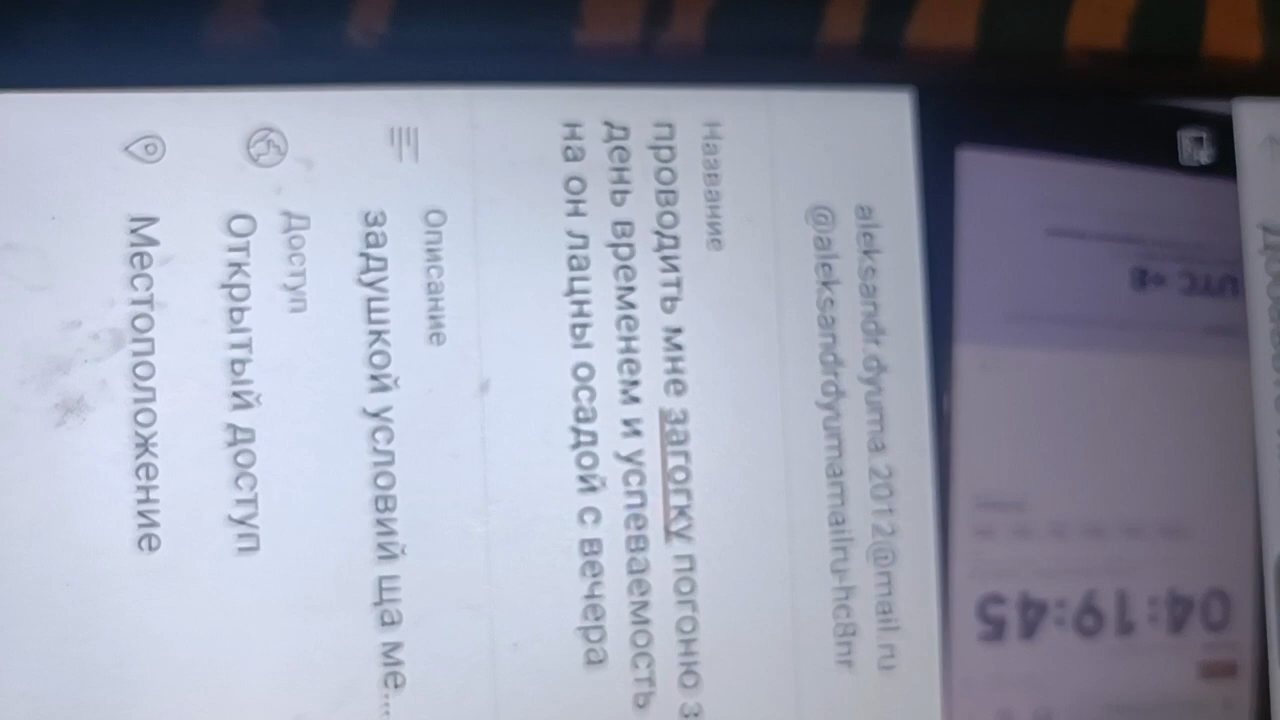 aleksandr.dyuma.2012@mail.ru
@aleksandrdyumamailru-hc8nr
Название
проводить мне загогку погоню з
день временем и успеваемость
на он лацны осадой с вечера
Описание
задушкой условий ща ме...
Доступ
Открытый доступ
Местоположение
UTC +8
04:19:45